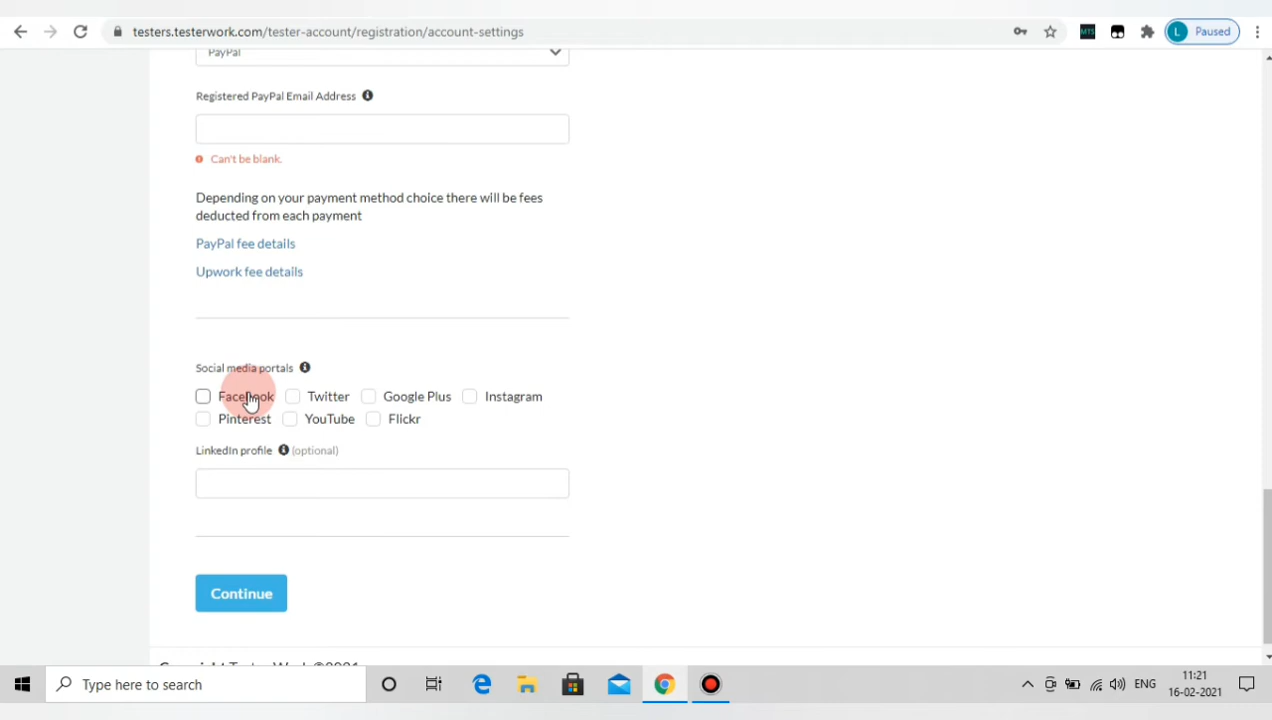 testers.testerwork.com/tester-account/registration/account-settings
MTS
L Paused
PayPal
Registered PayPal Email Address
Can't be blank.
Depending on your payment method choice there will be fees
deducted from each payment
PayPal fee details
Upwork fee details
Social media portals
Facebook Twitter Google Plus Instagram
Pinterest YouTube Flickr
LinkedIn profile (optional)
Continue
Copyright TesterWork ©2021
Type here to search
ENG
11:21
16-02-2021